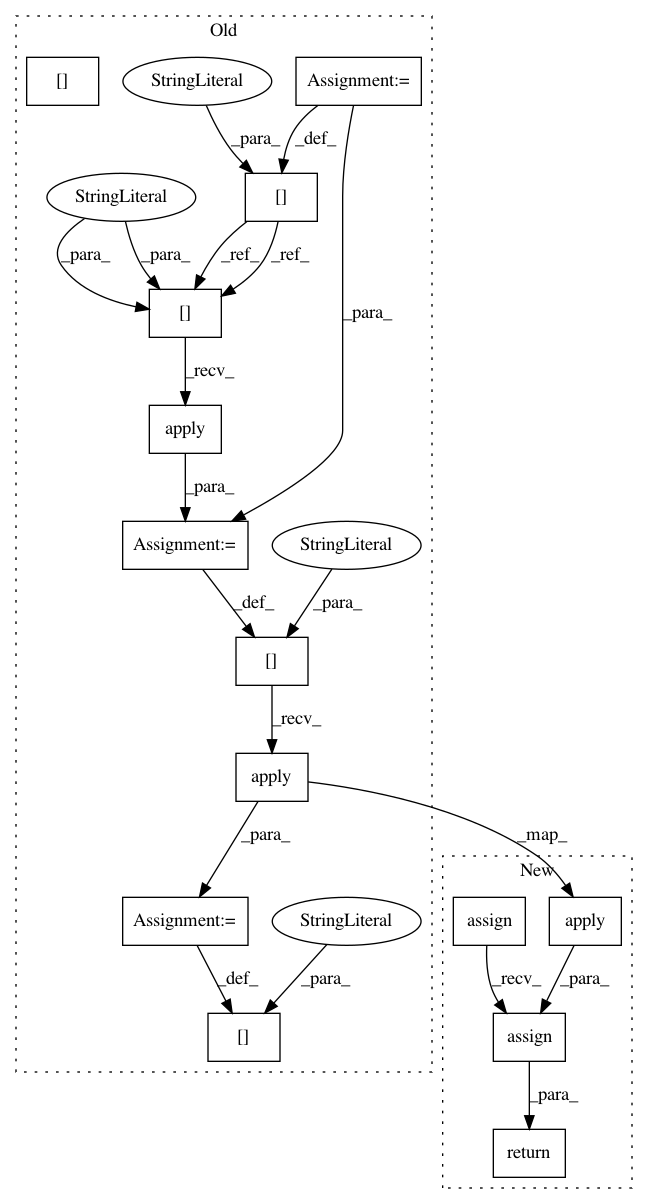 Old
[]
StringLiteral
Assignment:=
_para_
_def_
StringLiteral
[]
_para_
_para_
_ref_
_ref_
[]
_para_
_recv_
apply
_para_
Assignment:=
StringLiteral
_def_
_para_
[]
_recv_
apply
_para_
_map_
New
Assignment:=
StringLiteral
assign
apply
_def_
_para_
_recv_
_para_
[]
assign
_para_
return